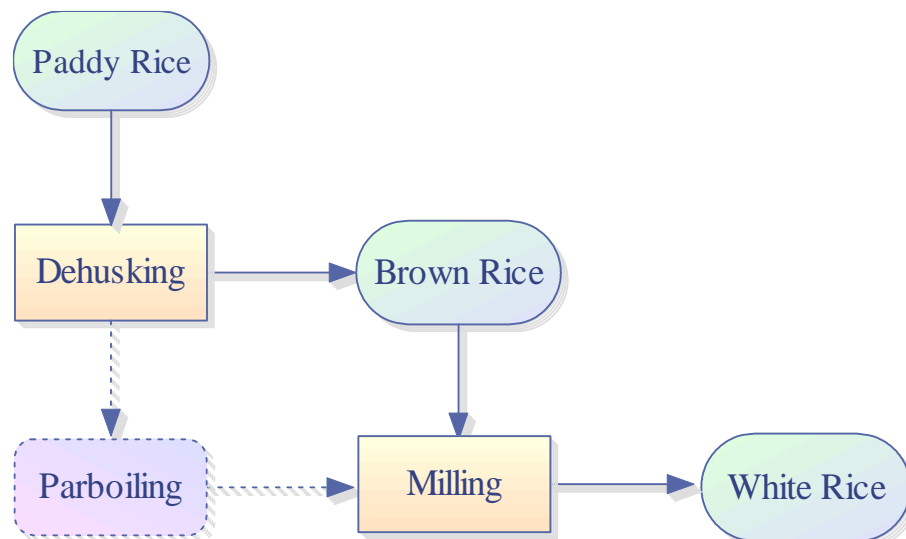 Paddy Rice
Dehusking
Brown Rice
Parboiling
Milling
White Rice